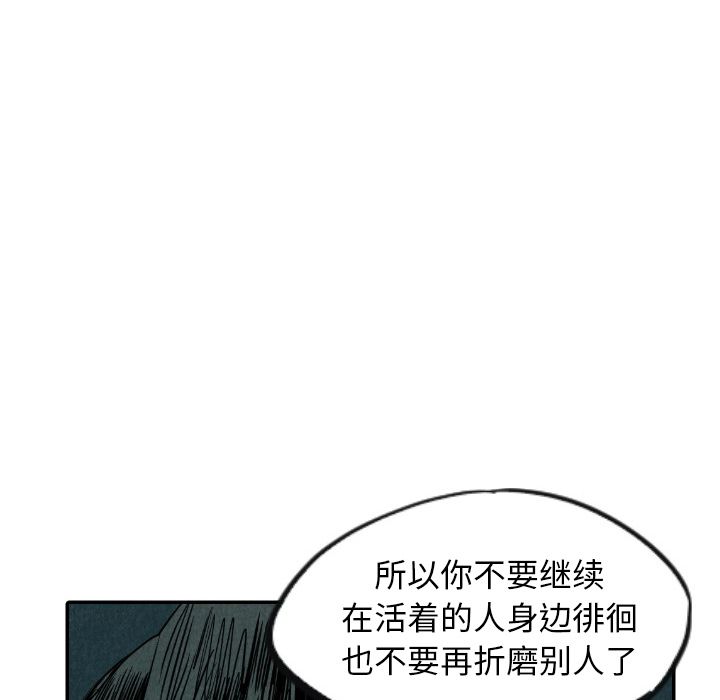 所以你不要继续
在活着的人身边徘徊
也不要再折磨别人了